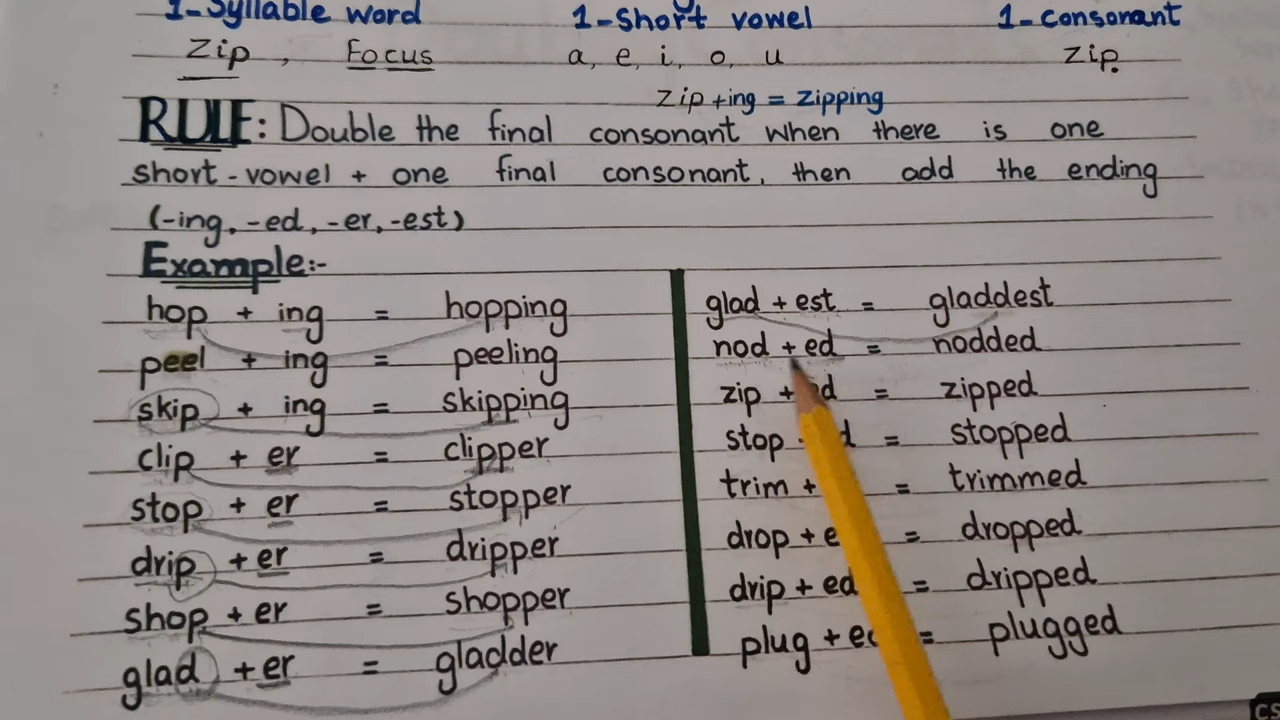 1-Syllable word 1-Short vowel 1-consonant
Zip, Focus a, e, i, o, u zip.
zip +ing = zipping
RULE: Double the final consonant when there is one
short-vowel + one final consonant, then add the ending
(-ing, -ed, -er, -est)
Example:-
hop + ing = hopping
peel + ing = peeling
skip + ing = skipping
clip + er = clipper
stop + er = stopper
drip + er = dripper
shop + er = shopper
glad + er = gladder
glad + est = gladdest
nod + ed = nodded
zip + d = zipped
stop d = stopped
trim + = trimmed
drop + e = dropped
drip + ed = dripped
plug + ed = plugged
CS